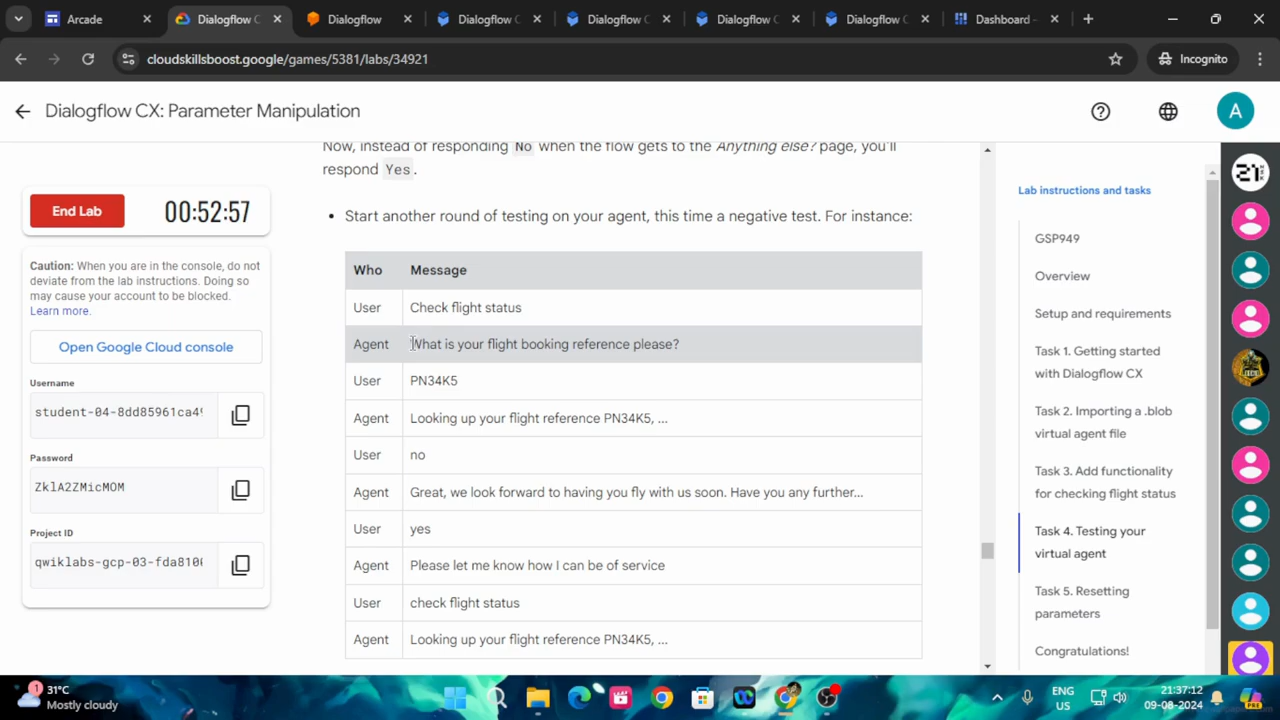 Arcade
Dialogflow C
Dialogflow
Dialogflow C
Dialogflow C
Dialogflow C
Dialogflow C
Dashboard -
cloudskillsboost.google/games/5381/labs/34921
Incognito
Dialogflow CX: Parameter Manipulation
A
Now, instead of responding No when the flow gets to the Anything else? page, you'll
respond Yes.
End Lab
00:52:57
• Start another round of testing on your agent, this time a negative test. For instance:
Caution: When you are in the console, do not
deviate from the lab instructions. Doing so
may cause your account to be blocked.
Learn more.
Open Google Cloud console
Username
student-04-8dd85961ca4
Password
ZklA2ZMicMOM
Project ID
qwiklabs-gcp-03-fda810
Who Message
User Check flight status
Agent What is your flight booking reference please?
User PN34K5
Agent Looking up your flight reference PN34K5, ...
User no
Agent Great, we look forward to having you fly with us soon. Have you any further...
User yes
Agent Please let me know how I can be of service
User check flight status
Agent Looking up your flight reference PN34K5, ...
Lab instructions and tasks
GSP949
Overview
Setup and requirements
Task 1. Getting started
with Dialogflow CX
Task 2. Importing a .blob
virtual agent file
Task 3. Add functionality
for checking flight status
Task 4. Testing your
virtual agent
Task 5. Resetting
parameters
Congratulations!
1
31°C
Mostly cloudy
ENG
US
21:37:12
09-08-2024
PRE